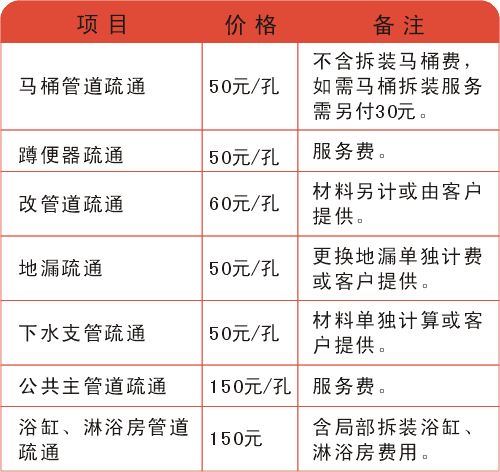 项目 价格 备注
马桶管道疏通 50元/孔 不含拆装马桶费，
如需马桶拆装服务
需另付30元。
蹲便器疏通 50元/孔 服务费。
改管道疏通 60元/孔 材料另计或由客户
提供。
地漏疏通 50元/孔 更换地漏单独计费
或客户提供。
下水支管疏通 50元/孔 材料单独计算或客
户提供。
公共主管道疏通 150元/孔 服务费。
浴缸、淋浴房管道
疏通 150元 含局部拆装浴缸、
淋浴房费用。